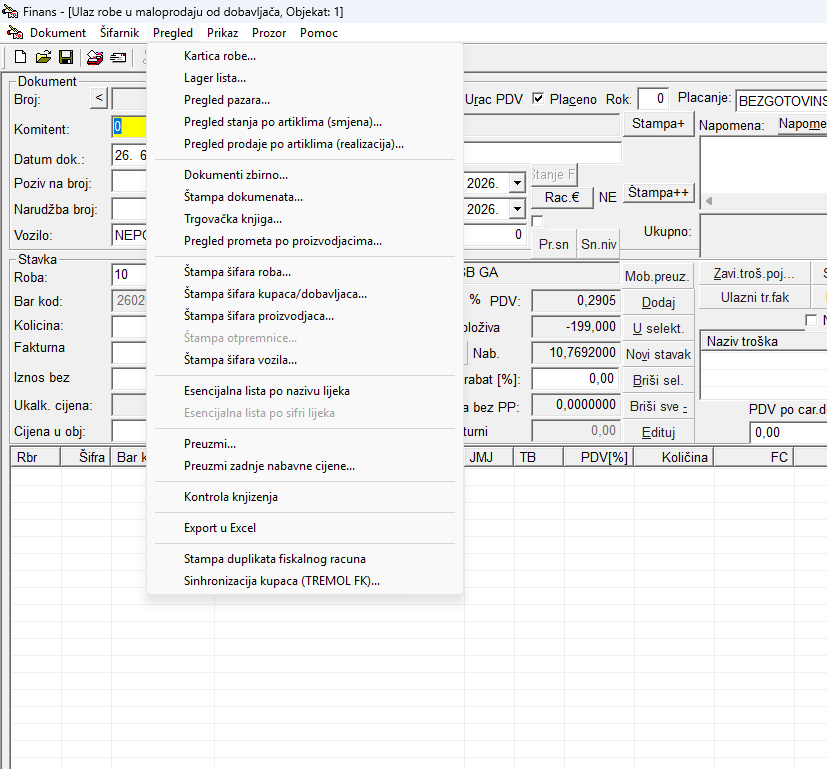 Finans - [Ulaz robe u maloprodaju od dobavljača, Objekat: 1]
Dokument Šifarnik Pregled Prikaz Prozor Pomoc
Kartica robe...
Lager lista...
Pregled pazara...
Pregled stanja po artiklima (smjena)...
Pregled prodaje po artiklima (realizacija)...
Dokumenti zbirno...
Štampa dokumenata...
Trgovačka knjiga...
Pregled prometa po proizvodjacima...
Štampa šifara roba...
Štampa šifara kupaca/dobavljaca...
Štampa šifara proizvodjaca...
Štampa otpremnice...
Štampa šifara vozila...
Esencijalna lista po nazivu lijeka
Esencijalna lista po sifri lijeka
Preuzmi...
Preuzmi zadnje nabavne cijene...
Kontrola knjizenja
Export u Excel
Stampa duplikata fiskalnog racuna
Sinhronizacija kupaca (TREMOL FK)...
Dokument
Broj: <
Komitent: 0
Datum dok.: 26. 6
Poziv na broj:
Narudžba broj:
Vozilo: NEPO
Urac PDV Placeno Rok: 0 Placanje: BEZGOTOVINS
Stampa+ Napomena: Napome
2026. Stanje F
Rac.€ NE Štampa++
2026.
0 Pr.sn Sn.niv Ukupno:
Stavka
Roba: 10
Bar kod: 2602
Kolicina:
Fakturna
Iznos bez
Ukalk. cijena:
Cijena u obj:
SB GA Mob.preuz. Zavi.troš.poj...
% PDV: 0,2905 Dodaj Ulazni tr.fak
oloživa -199,000 U selekt.
Nab. 10,7692000 Novi stavak Naziv troška
rabat [%]: 0,00 Briši sel.
a bez PP: 0,0000000 Briši sve - PDV po car.d
turni 0,00 Edituj 0,00
Rbr Šifra Bar k JMJ TB PDV[%] Količina FC